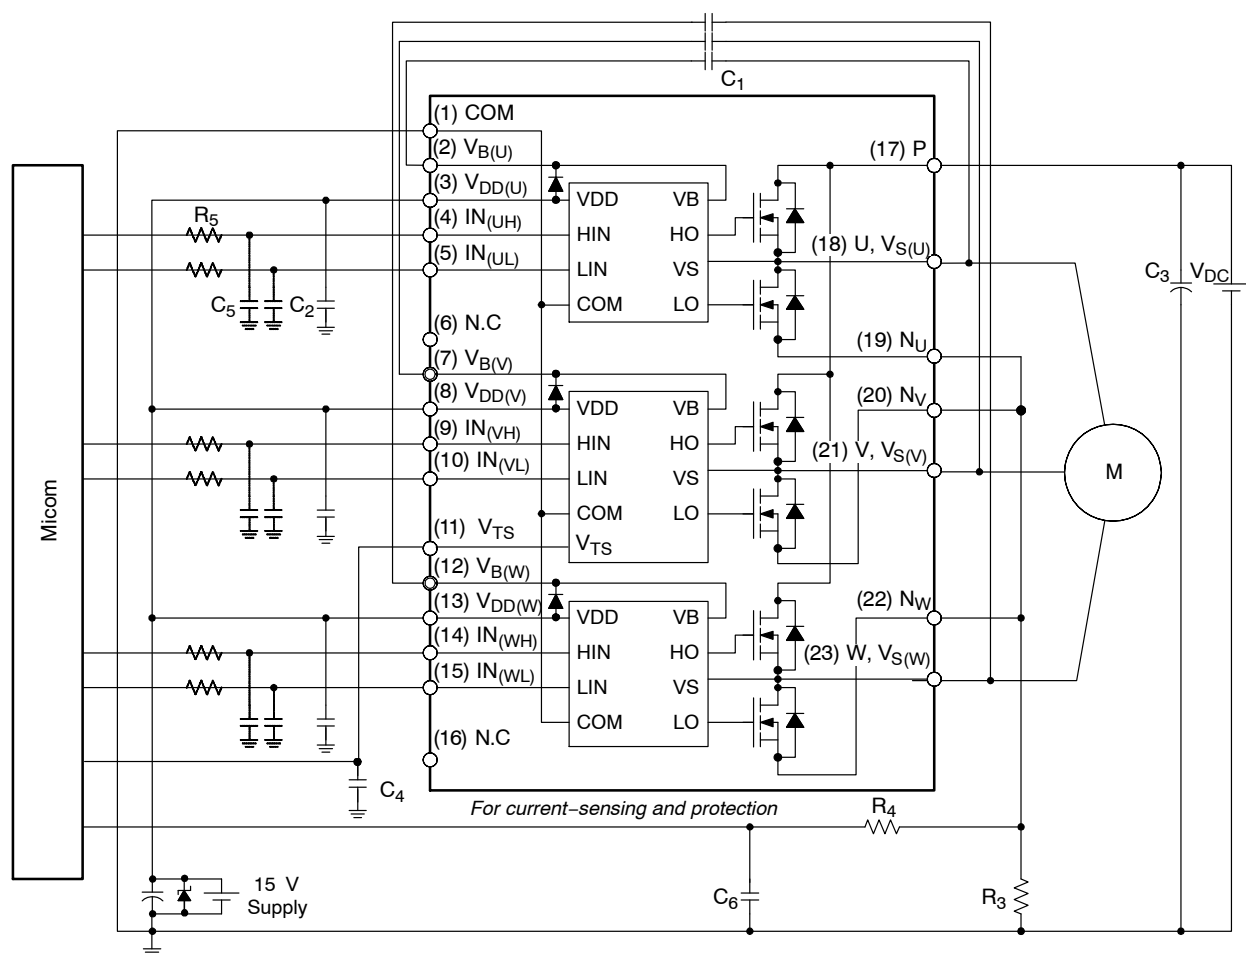 C1
(1) COM
(2) VB(U)
(3) VDD(U)
(4) IN(UH)
(5) IN(UL)
(6) N.C
(7) VB(V)
(8) VDD(V)
(9) IN(VH)
(10) IN(VL)
(11) VTS
(12) VB(W)
(13) VDD(W)
(14) IN(WH)
(15) IN(WL)
(16) N.C
(17) P
(18) U, VS(U)
(19) NU
(20) NV
(21) V, VS(V)
(22) NW
(23) W, VS(W)
VDD VB
HIN HO
LIN VS
COM LO
VDD VB
HIN HO
LIN VS
COM LO
VTS
VDD VB
HIN HO
LIN VS
COM LO
Micom
R5
C5
C2
C4
C3
VDC
M
For current–sensing and protection
R4
C6
R3
15 V
Supply